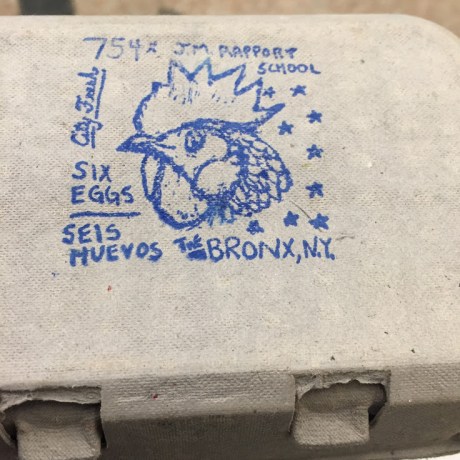 754x J.M. RAPPORT
SCHOOL
City Fresh
SIX
EGGS
SEIS
HUEVOS
THE BRONX, N.Y.